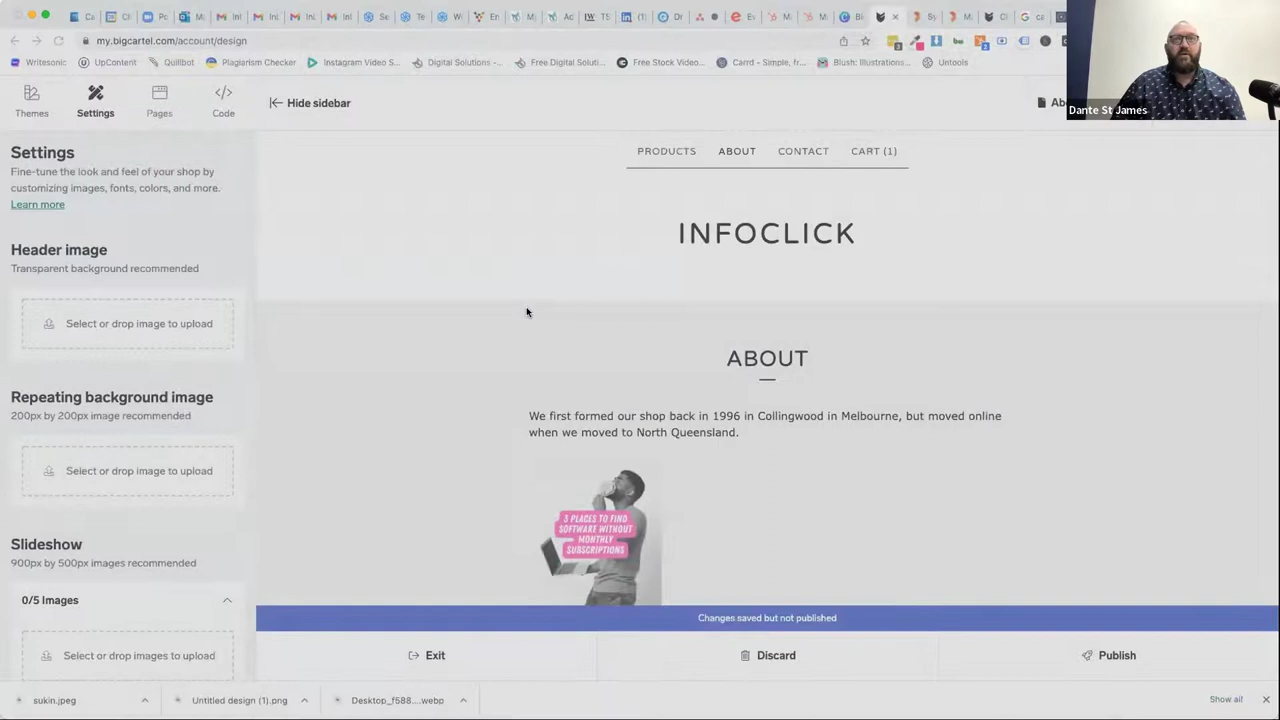 my.bigcartel.com/account/design
Writesonic
UpContent
Quillbot
Plagiarism Checker
Instagram Video S...
Digital Solutions -...
Free Digital Soluti...
Free Stock Video...
Carrd - Simple, fr...
Blush: Illustrations...
Untools
Dante St James
Themes
Settings
Pages
Code
Hide sidebar
Settings
Fine-tune the look and feel of your shop by
customizing images, fonts, colors, and more.
Learn more
Header image
Transparent background recommended
Select or drop image to upload
Repeating background image
200px by 200px image recommended
Select or drop image to upload
Slideshow
900px by 500px images recommended
0/5 Images
Select or drop images to upload
PRODUCTS ABOUT CONTACT CART (1)
INFOCLICK
ABOUT
We first formed our shop back in 1996 in Collingwood in Melbourne, but moved online
when we moved to North Queensland.
3 PLACES TO FIND
SOFTWARE WITHOUT
MONTHLY
SUBSCRIPTIONS
Changes saved but not published
Exit
Discard
Publish
sukin.jpeg
Untitled design (1).png
Desktop_f588....webp
Show all